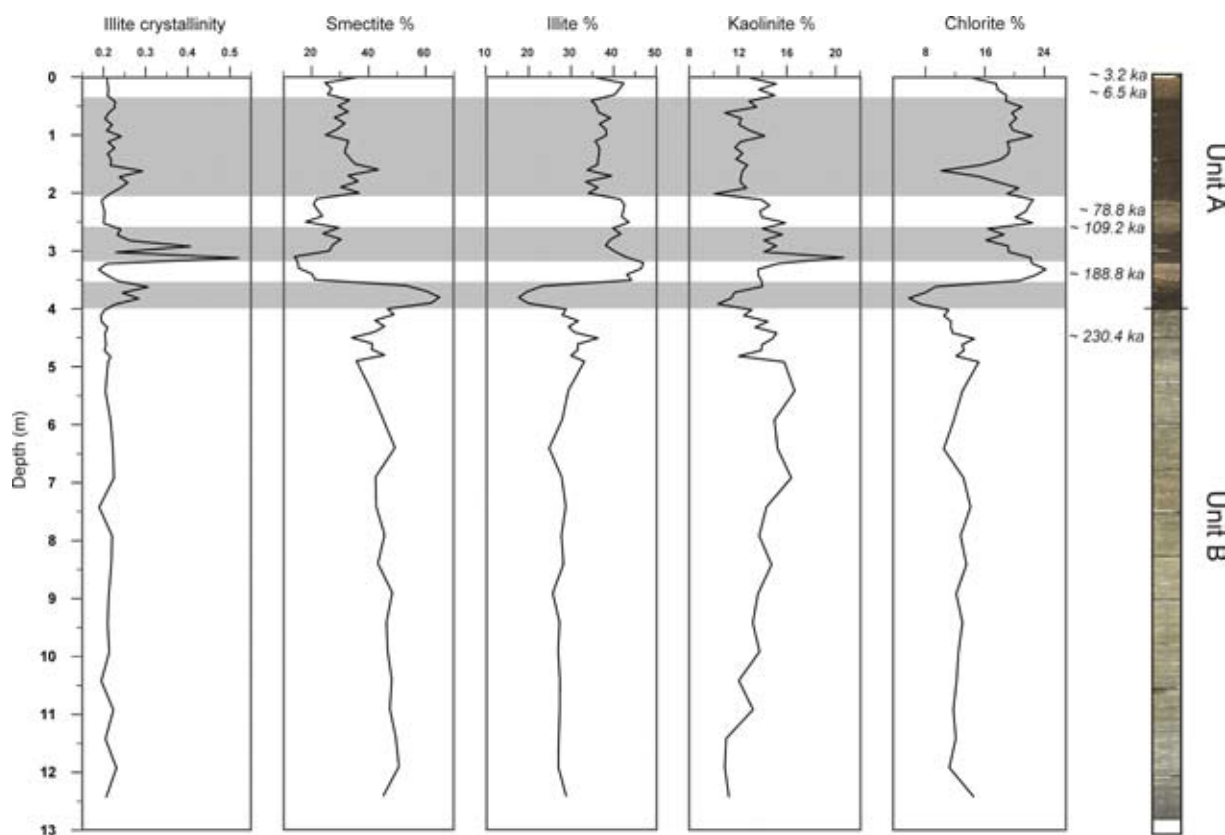 Illite crystallinity
Smectite %
Illite %
Kaolinite %
Chlorite %
0.2 0.3 0.4 0.5
20 40 60
10 20 30 40 50
8 12 16 20
8 16 24
0
1
2
3
4
5
6
7
8
9
10
11
12
13
Depth (m)
~ 3.2 ka
~ 6.5 ka
~ 78.8 ka
~ 109.2 ka
~ 188.8 ka
~ 230.4 ka
Unit A
Unit B